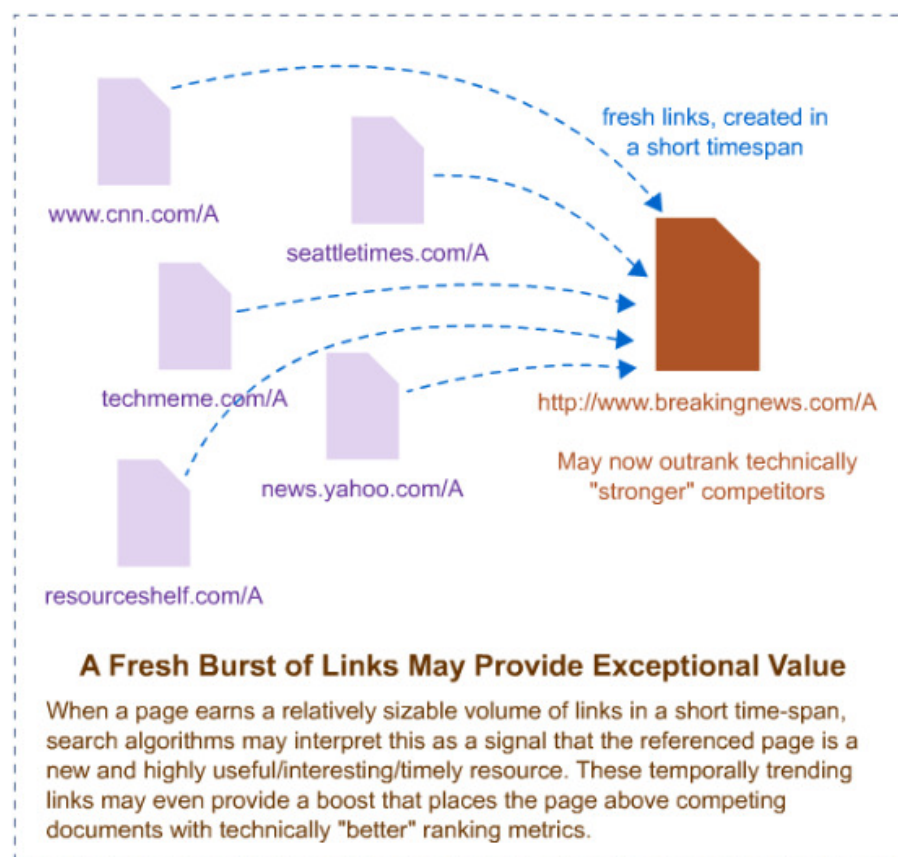 fresh links, created in
a short timespan
www.cnn.com/A
seattletimes.com/A
techmeme.com/A
http://www.breakingnews.com/A
news.yahoo.com/A
May now outrank technically
"stronger" competitors
resourceshelf.com/A
A Fresh Burst of Links May Provide Exceptional Value
When a page earns a relatively sizable volume of links in a short time-span,
search algorithms may interpret this as a signal that the referenced page is a
new and highly useful/interesting/timely resource. These temporally trending
links may even provide a boost that places the page above competing
documents with technically "better" ranking metrics.